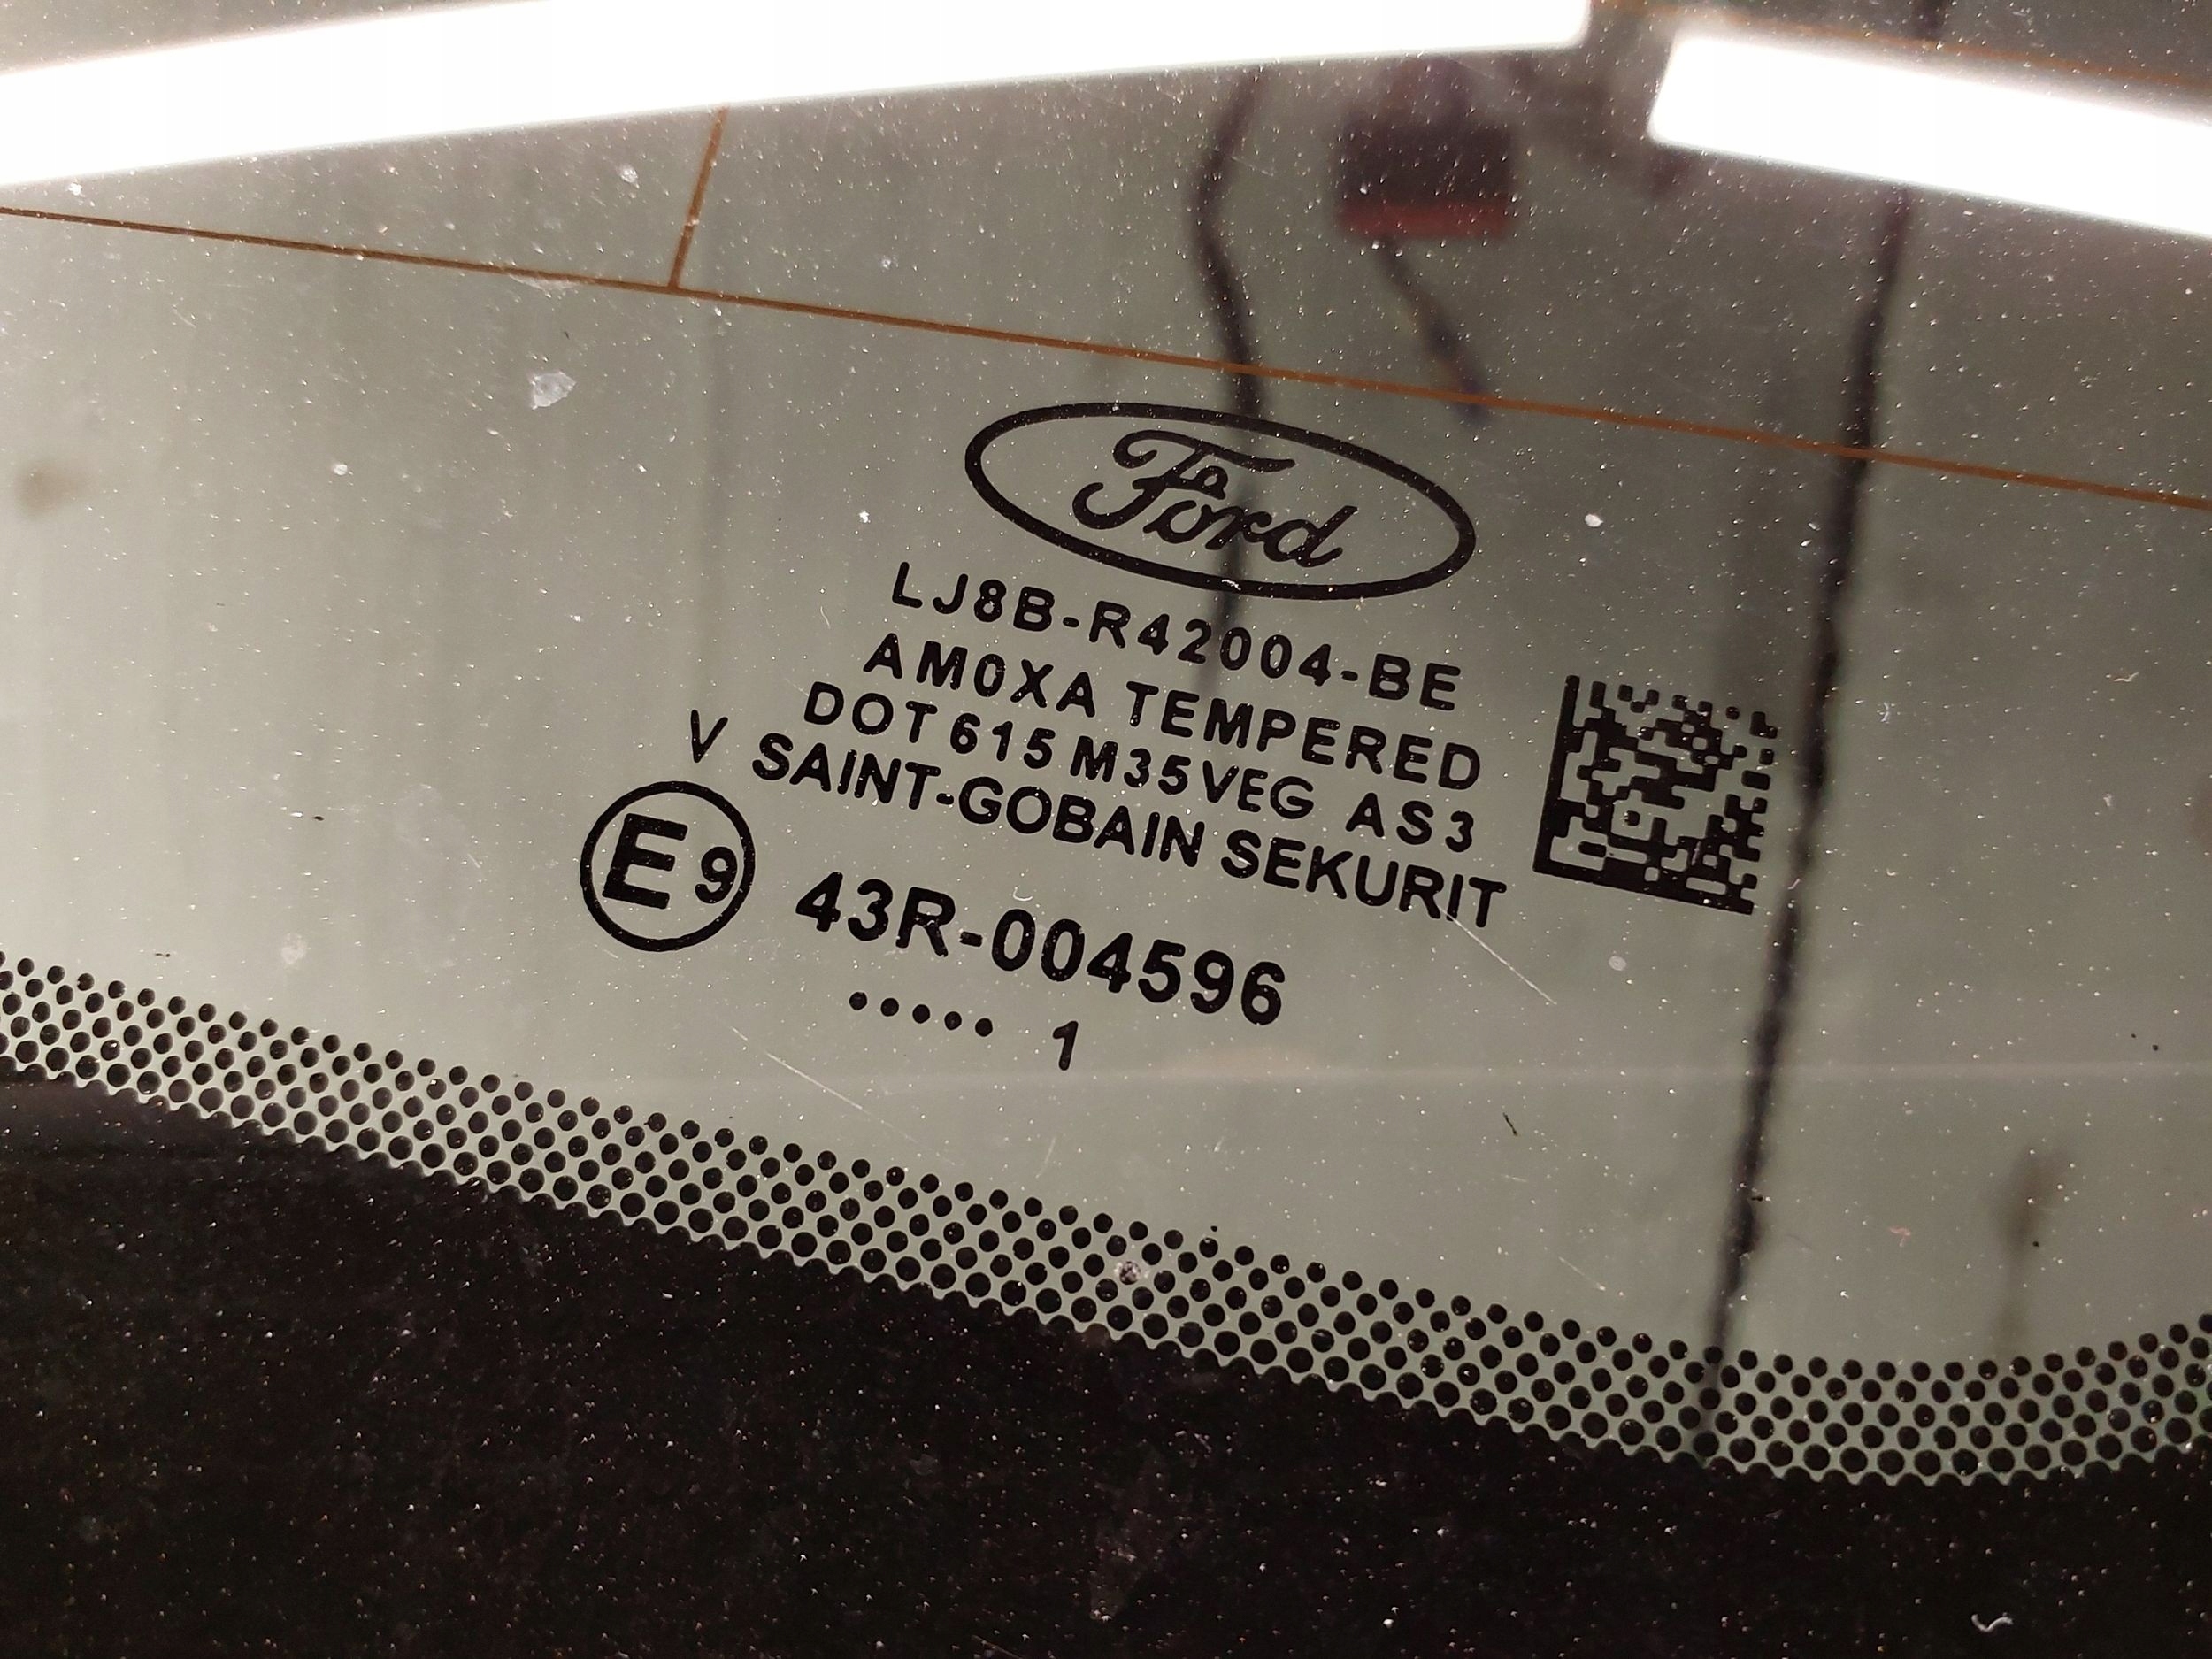 Ford
LJ8B-R42004-BE
AM0XA TEMPERED
DOT 615 M35VEG AS3
V SAINT-GOBAIN SEKURIT
E9 43R-004596
..... 1